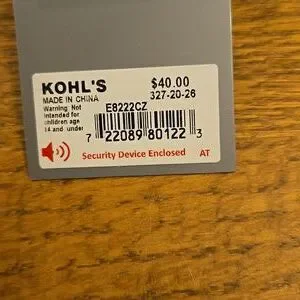 KOHL'S $40.00
MADE IN CHINA 327-20-26
Warning Not E8222CZ
Intended for
children age
14 and under
7 22089 80122 3
Security Device Enclosed AT